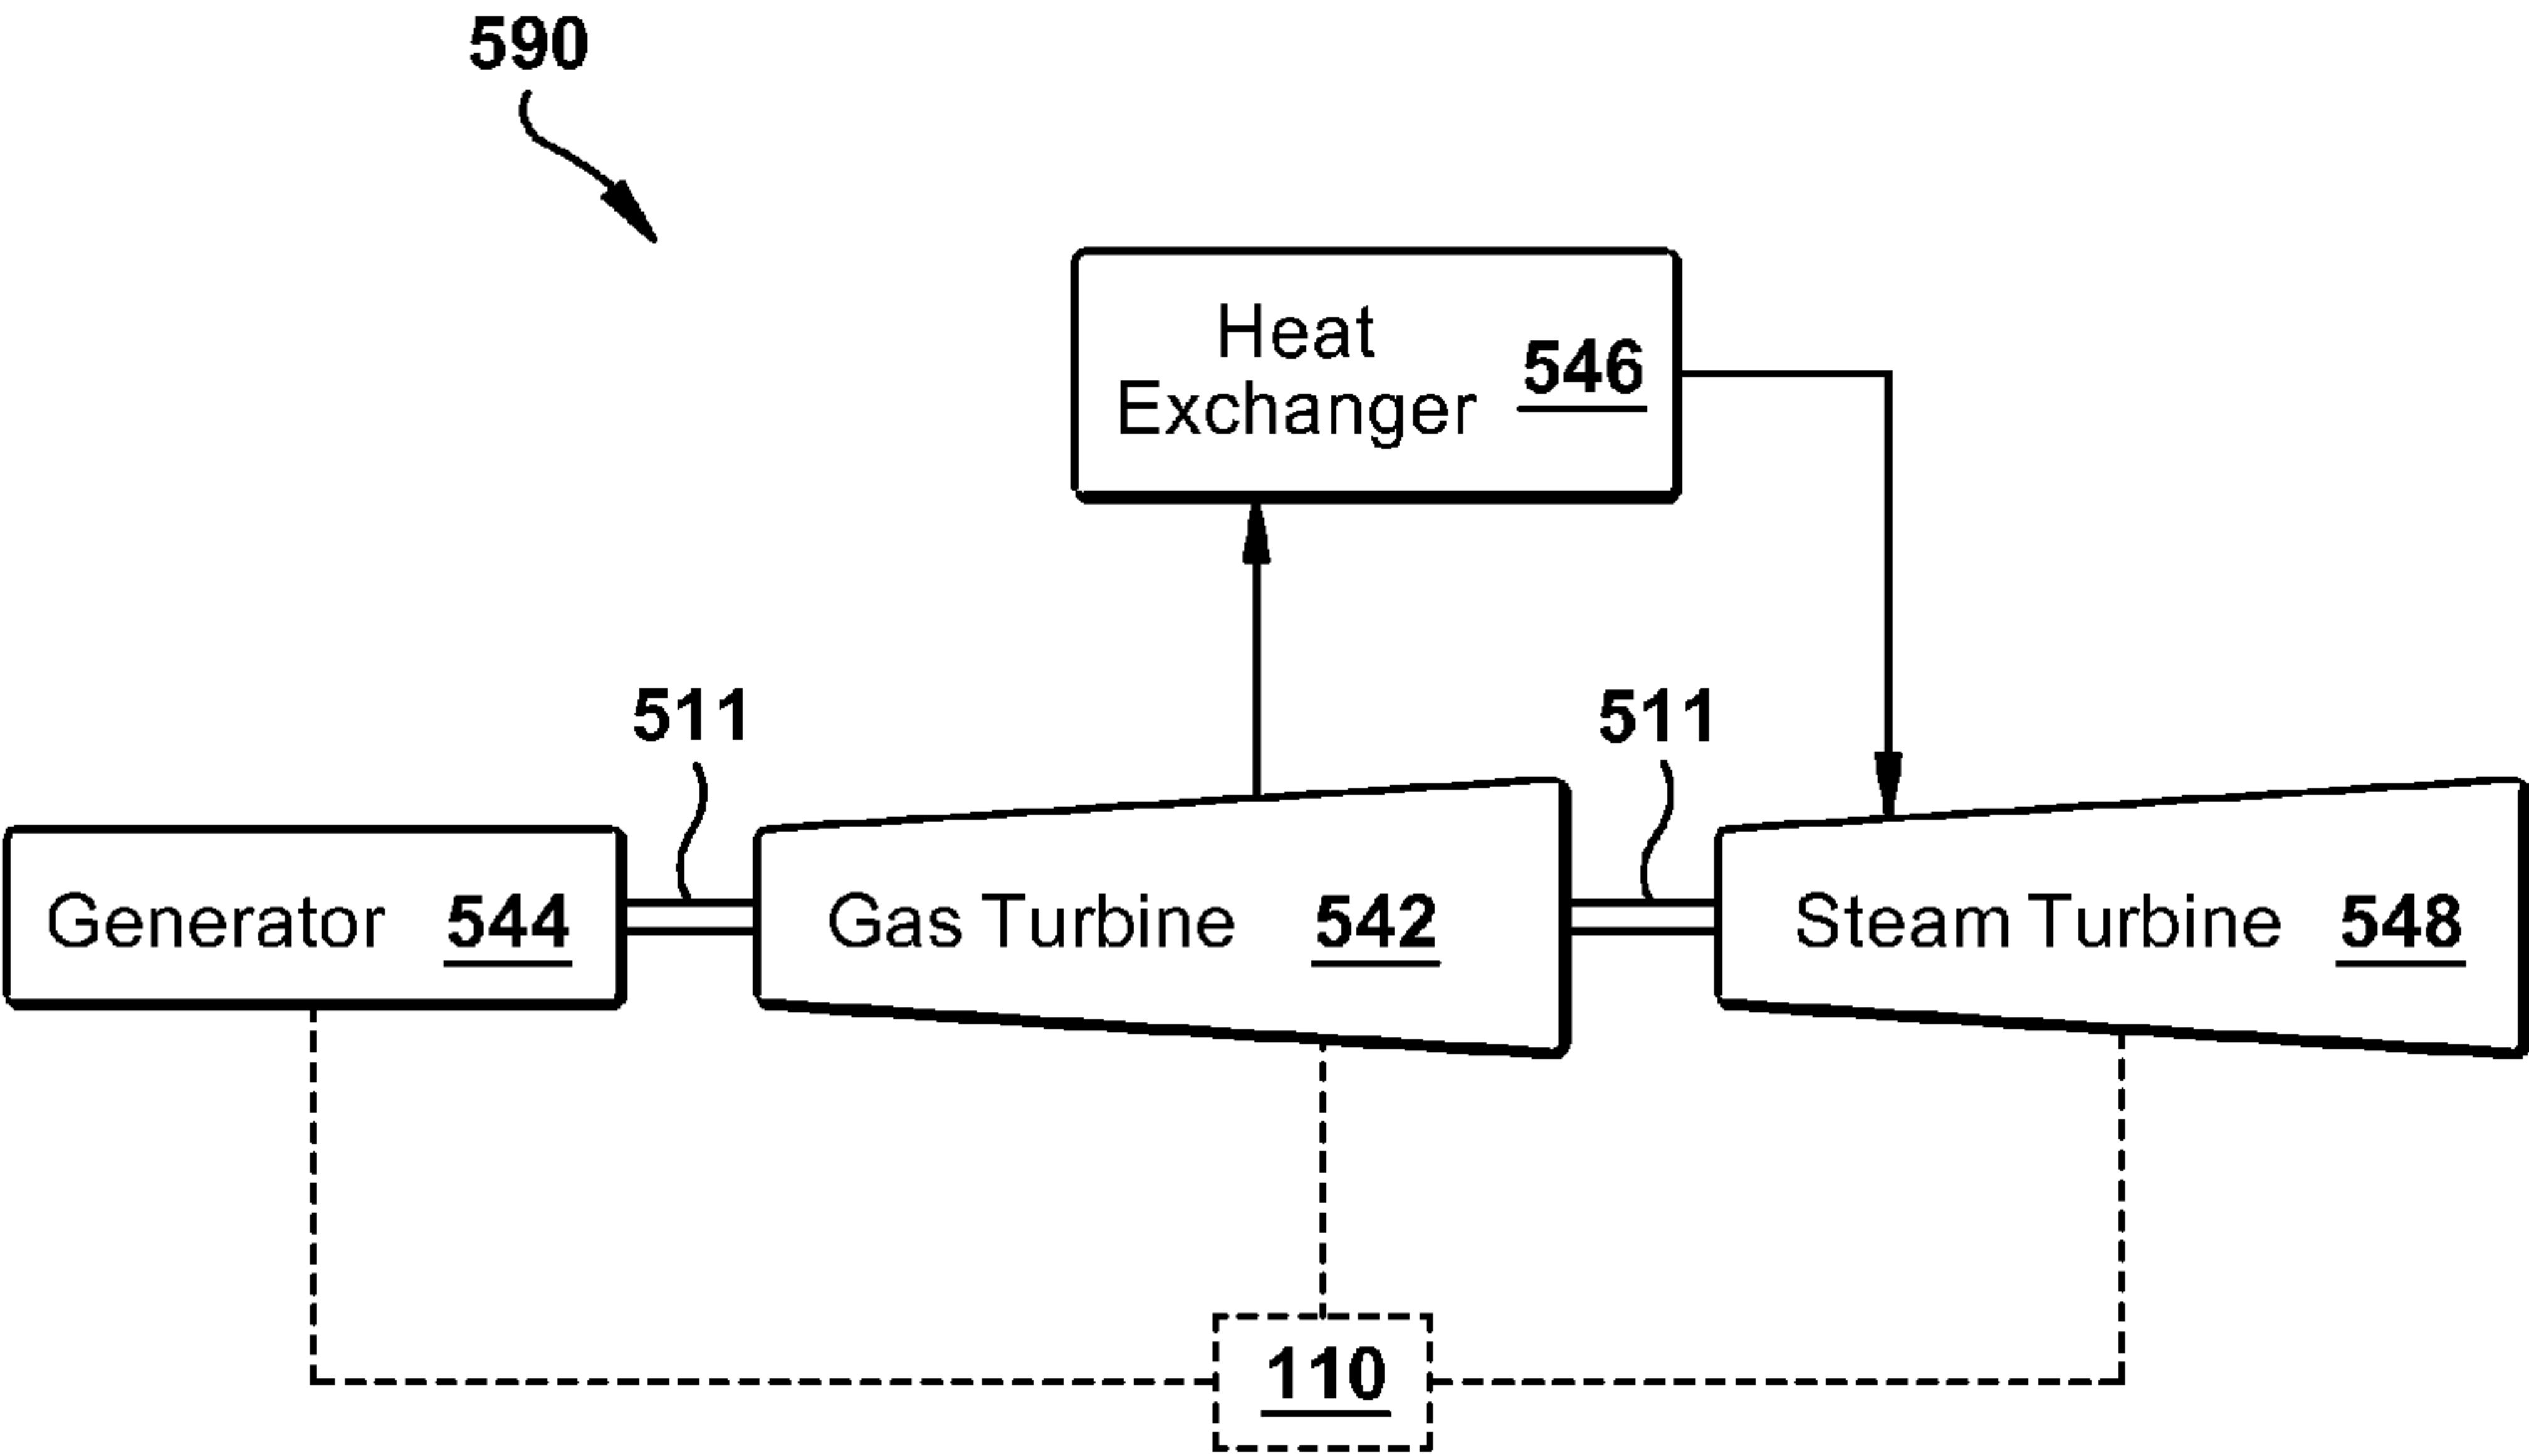 590
Heat
Exchanger 546
511
511
Generator 544
Gas Turbine 542
Steam Turbine 548
110